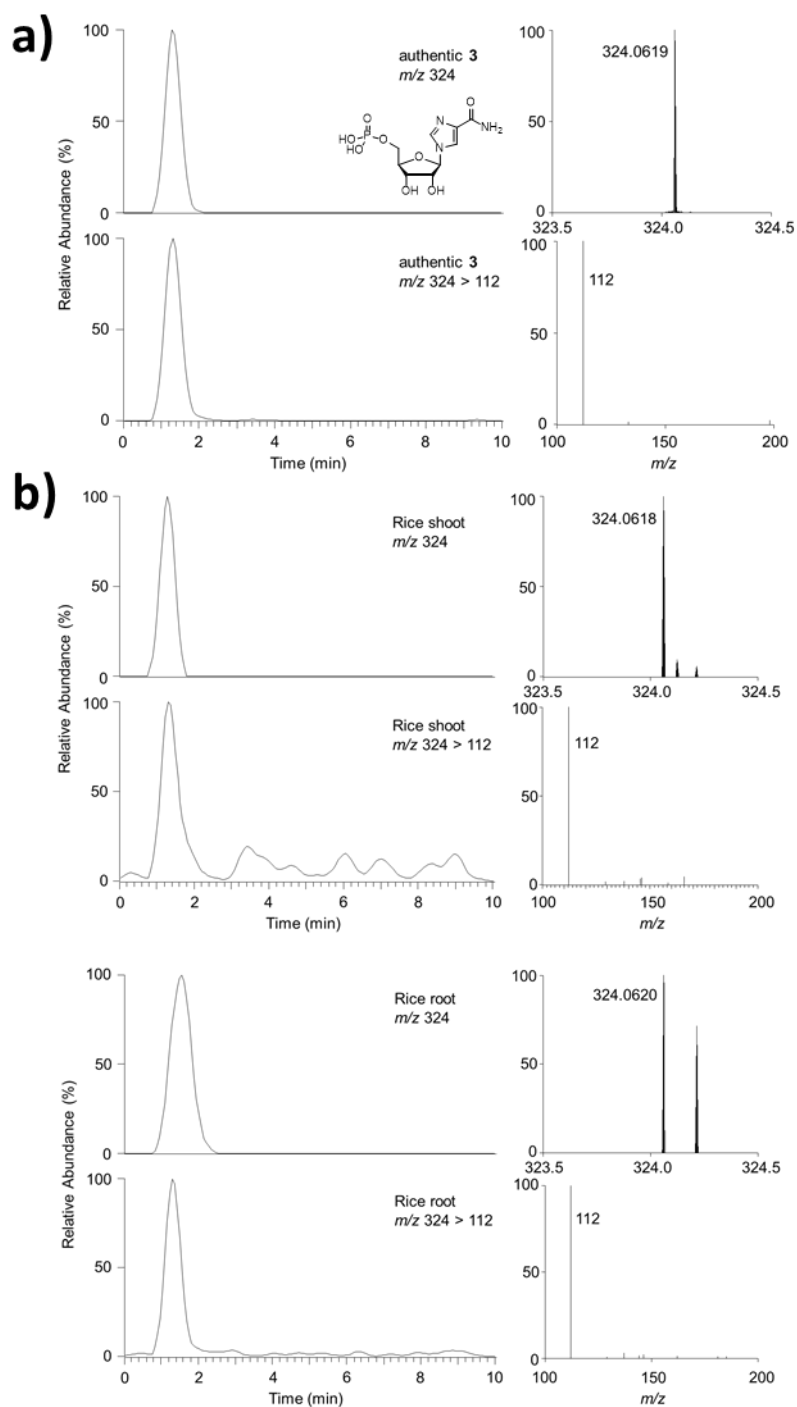 a)
Relative Abundance (%)
100
50
0
authentic 3
m/z 324
O
HO P O
HO
O
N
N
O
NH₂
OH OH
100
50
0
324.0619
323.5 324.0 324.5
100
50
0
authentic 3
m/z 324 > 112
0 2 4 6 8 10
Time (min)
100
50
0
112
100 150 200
m/z
b)
Relative Abundance (%)
100
50
0
Rice shoot
m/z 324
100
50
0
324.0618
323.5 324.0 324.5
100
50
0
Rice shoot
m/z 324 > 112
0 2 4 6 8 10
Time (min)
100
50
0
112
100 150 200
m/z
Relative Abundance (%)
100
50
0
Rice root
m/z 324
100
50
0
324.0620
323.5 324.0 324.5
100
50
0
Rice root
m/z 324 > 112
0 2 4 6 8 10
Time (min)
100
50
0
112
100 150 200
m/z